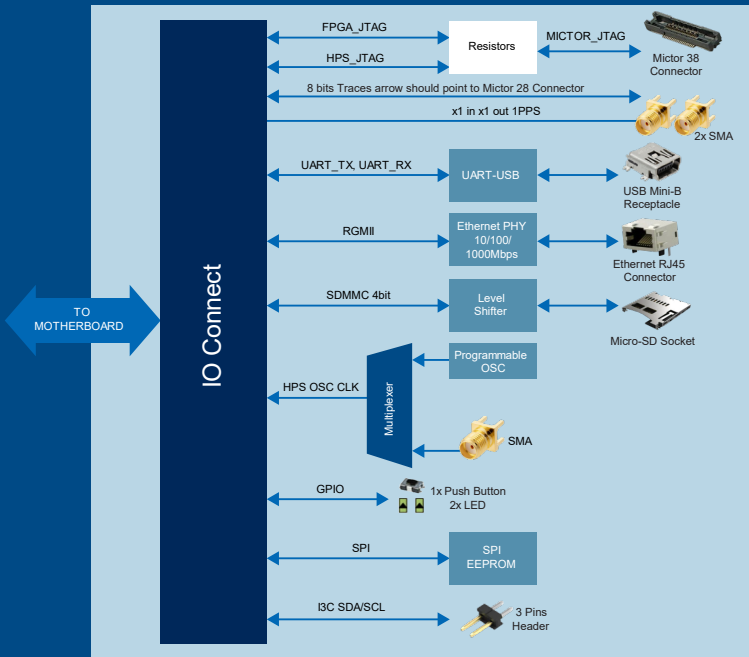 FPGA_JTAG
HPS_JTAG
Resistors
MICTOR_JTAG
Mictor 38
Connector
8 bits Traces arrow should point to Mictor 28 Connector
x1 in x1 out 1PPS
2x SMA
UART_TX, UART_RX
UART-USB
USB Mini-B
Receptacle
RGMII
Ethernet PHY
10/100/
1000Mbps
Ethernet RJ45
Connector
TO
MOTHERBOARD
IO Connect
SDMMC 4bit
Level
Shifter
Micro-SD Socket
HPS OSC CLK
Multiplexer
Programmable
OSC
SMA
GPIO
1x Push Button
2x LED
SPI
SPI
EEPROM
I3C SDA/SCL
3 Pins
Header